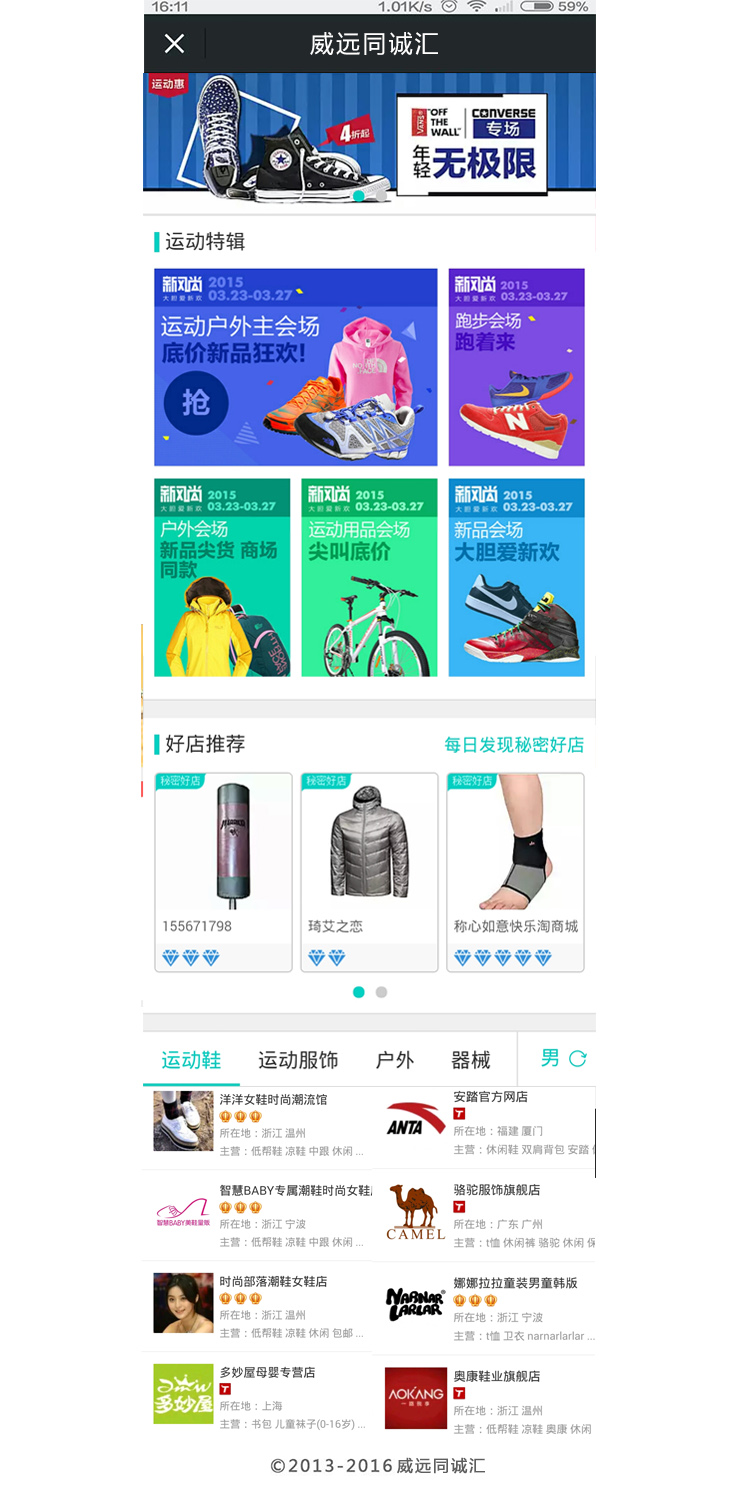 16:11 1.01K/s 59%
威远同诚汇
运动惠
4折起
VANS "OFF THE WALL" CONVERSE 专场
年轻无极限
运动特辑
新风尚 2015
大胆爱新欢 03.23-03.27
运动户外主会场
底价新品狂欢!
抢
THE NORTH FACE
新风尚 2015
大胆爱新欢 03.23-03.27
跑步会场
跑着来
N
新风尚 2015
大胆爱新欢 03.23-03.27
户外会场
新品尖货 商场
同款
新风尚 2015
大胆爱新欢 03.23-03.27
运动用品会场
尖叫底价
新风尚 2015
大胆爱新欢 03.23-03.27
新品会场
大胆爱新欢
好店推荐 每日发现秘密好店
秘密好店 秘密好店 秘密好店
155671798 琦艾之恋 称心如意快乐淘商城
运动鞋 运动服饰 户外 器械 男
洋洋女鞋时尚潮流馆
所在地：浙江 温州
主营：低帮鞋 凉鞋 中跟 休闲 ...
ANTA
安踏官方网店
T
所在地：福建 厦门
主营：休闲鞋 双肩背包 安踏
智慧BABY美鞋童贩
智慧BABY专属潮鞋时尚女鞋
所在地：浙江 宁波
主营：低帮鞋 凉鞋 中跟 休闲 ...
CAMEL
骆驼服饰旗舰店
T
所在地：广东 广州
主营：t恤 休闲裤 骆驼 休闲 保
时尚部落潮鞋女鞋店
所在地：浙江 温州
主营：低帮鞋 凉鞋 休闲 包邮 ...
NARNAR LARLAR
娜娜拉拉童装男童韩版
所在地：浙江 宁波
主营：t恤 卫衣 narnarlarlar ...
多妙屋
多妙屋母婴专营店
T
所在地：上海
主营：书包 儿童袜子(0-16岁) ...
AOKANG
奥康鞋业旗舰店
T
所在地：浙江 温州
主营：低帮鞋 凉鞋 奥康 休闲
©2013-2016威远同诚汇